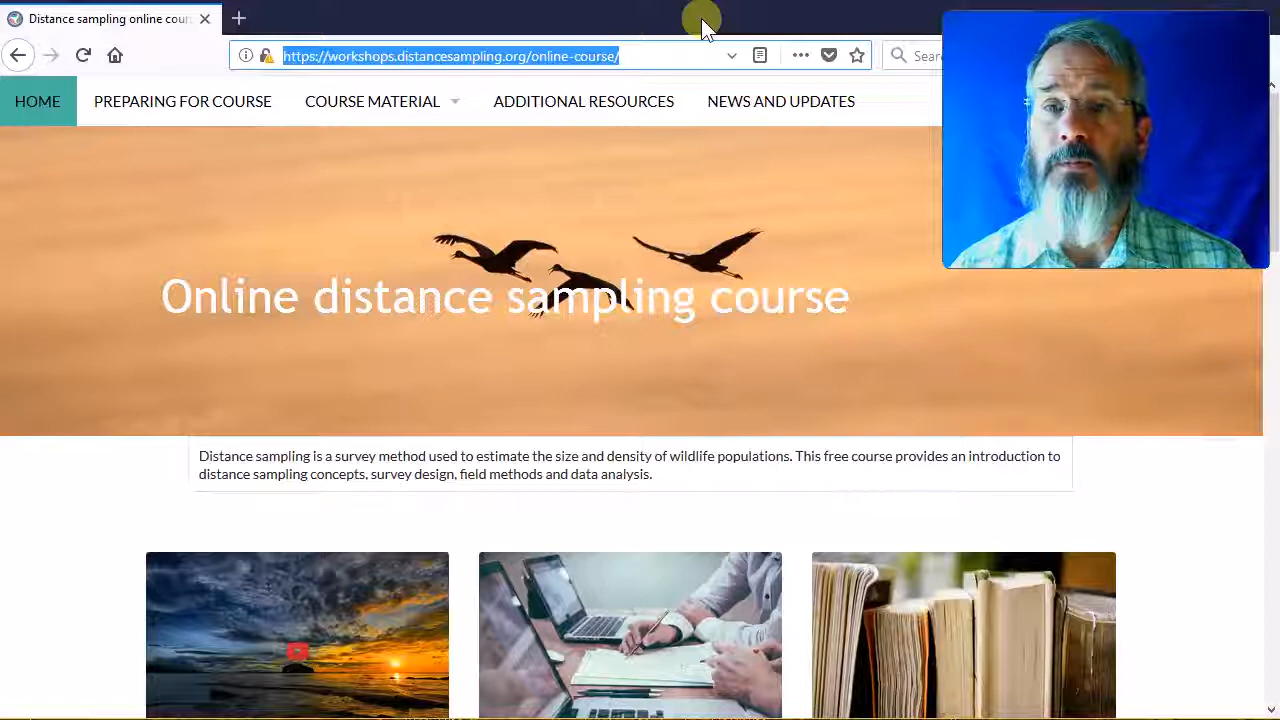 Distance sampling online cour
https://workshops.distancesampling.org/online-course/
Sear
HOME PREPARING FOR COURSE COURSE MATERIAL ADDITIONAL RESOURCES NEWS AND UPDATES
Online distance sampling course
Distance sampling is a survey method used to estimate the size and density of wildlife populations. This free course provides an introduction to
distance sampling concepts, survey design, field methods and data analysis.